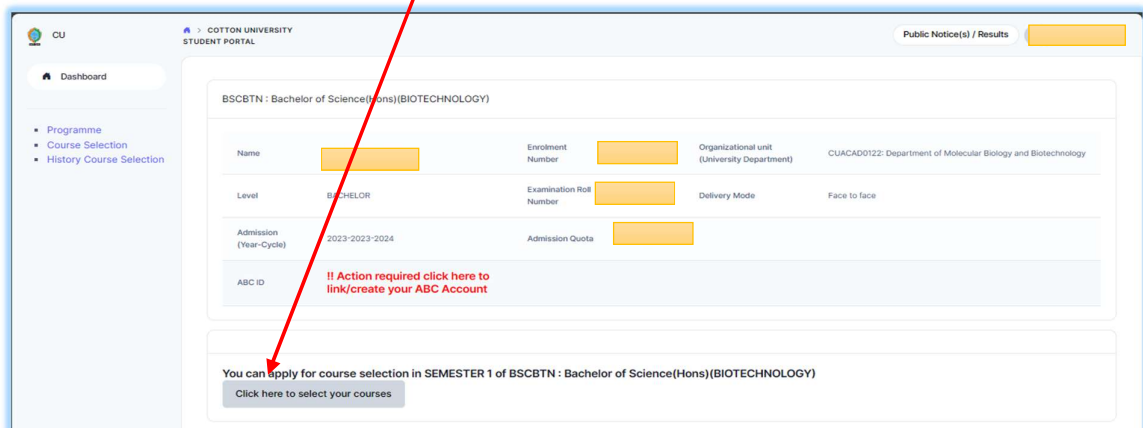 CU
> COTTON UNIVERSITY
STUDENT PORTAL
Public Notice(s) / Results
Dashboard
Programme
Course Selection
History Course Selection
BSCBTN : Bachelor of Science(Hons)(BIOTECHNOLOGY)
Name
Enrolment
Number
Organizational unit
(University Department)
CUACAD0122: Department of Molecular Biology and Biotechnology
Level
BACHELOR
Examination Roll
Number
Delivery Mode
Face to face
Admission
(Year-Cycle)
2023-2023-2024
Admission Quota
ABC ID
!! Action required click here to
link/create your ABC Account
You can apply for course selection in SEMESTER 1 of BSCBTN : Bachelor of Science(Hons)(BIOTECHNOLOGY)
Click here to select your courses